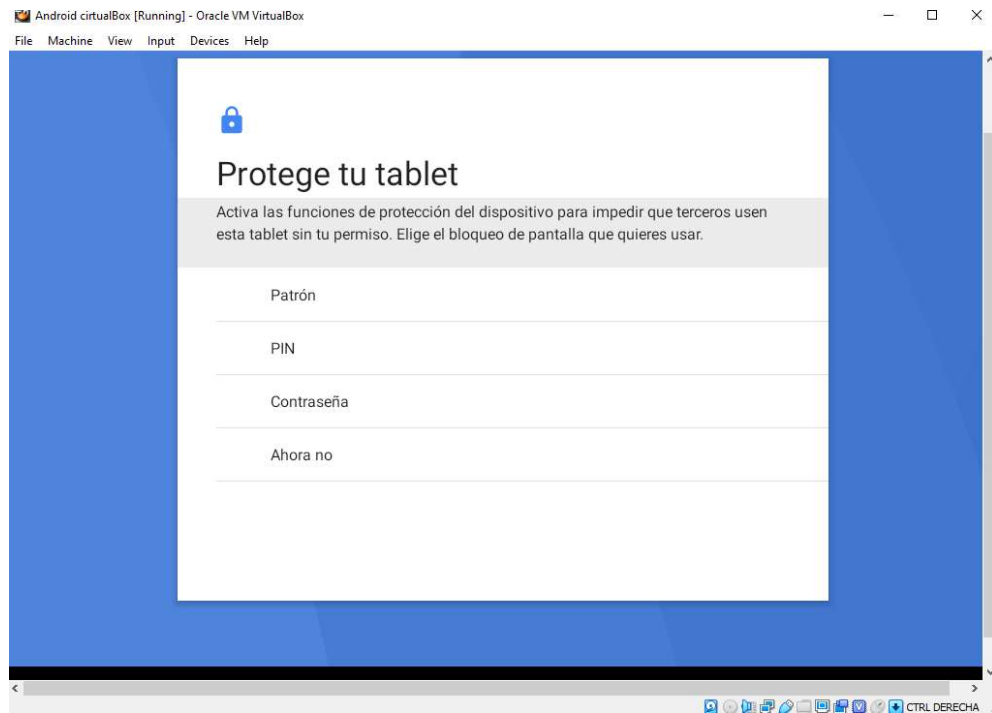 Android cirtualBox [Running] - Oracle VM VirtualBox
File Machine View Input Devices Help
Protege tu tablet
Activa las funciones de protección del dispositivo para impedir que terceros usen
esta tablet sin tu permiso. Elige el bloqueo de pantalla que quieres usar.
Patrón
PIN
Contraseña
Ahora no
CTRL DERECHA